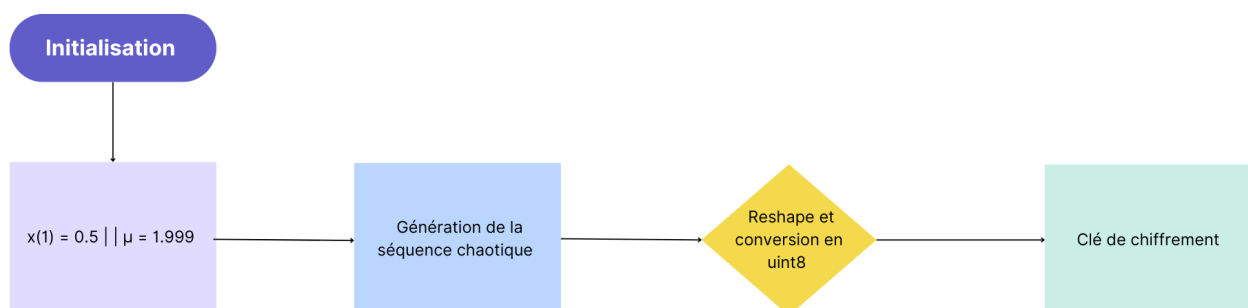 Initialisation
x(1) = 0.5 | | µ = 1.999
Génération de la
séquence chaotique
Reshape et
conversion en
uint8
Clé de chiffrement